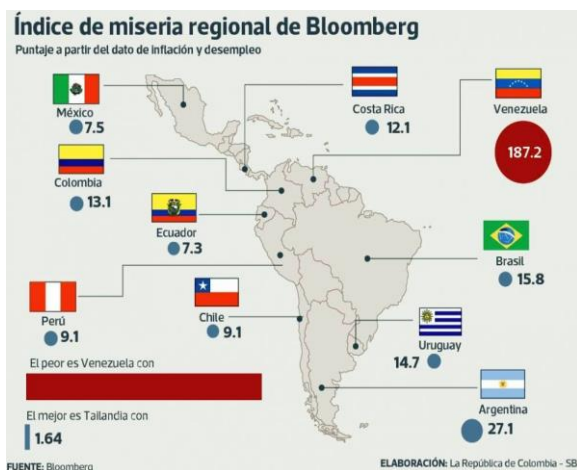 Índice de miseria regional de Bloomberg
Puntaje a partir del dato de inflación y desempleo
México
7.5
Costa Rica
12.1
Venezuela
187.2
Colombia
13.1
Ecuador
7.3
Brasil
15.8
Perú
9.1
Chile
9.1
Uruguay
14.7
Argentina
27.1
El peor es Venezuela con
El mejor es Tailandia con
1.64
FUENTE: Bloomberg
ELABORACIÓN: La República de Colombia - SB